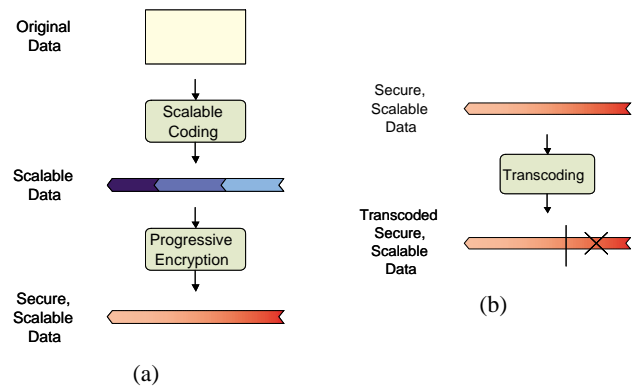 Original
Data
Scalable
Coding
Scalable
Data
Progressive
Encryption
Secure,
Scalable
Data
(a)
Secure,
Scalable
Data
Transcoding
Transcoded
Secure,
Scalable
Data
(b)